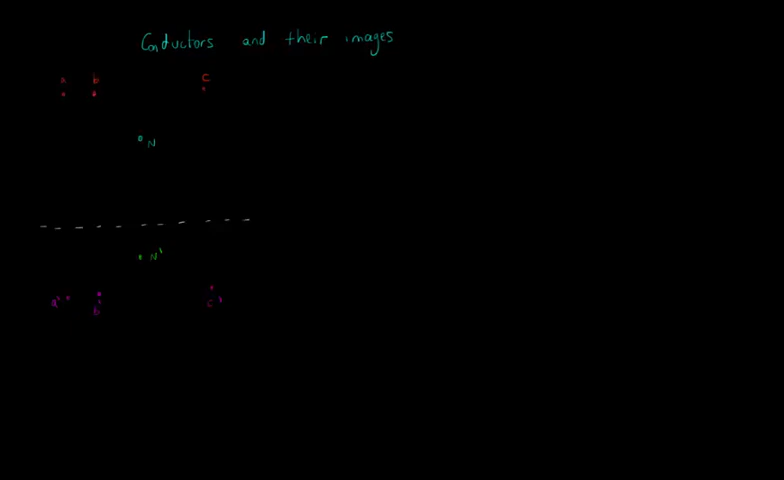 Conductors and their images
a b c
N
N'
a' b' c'